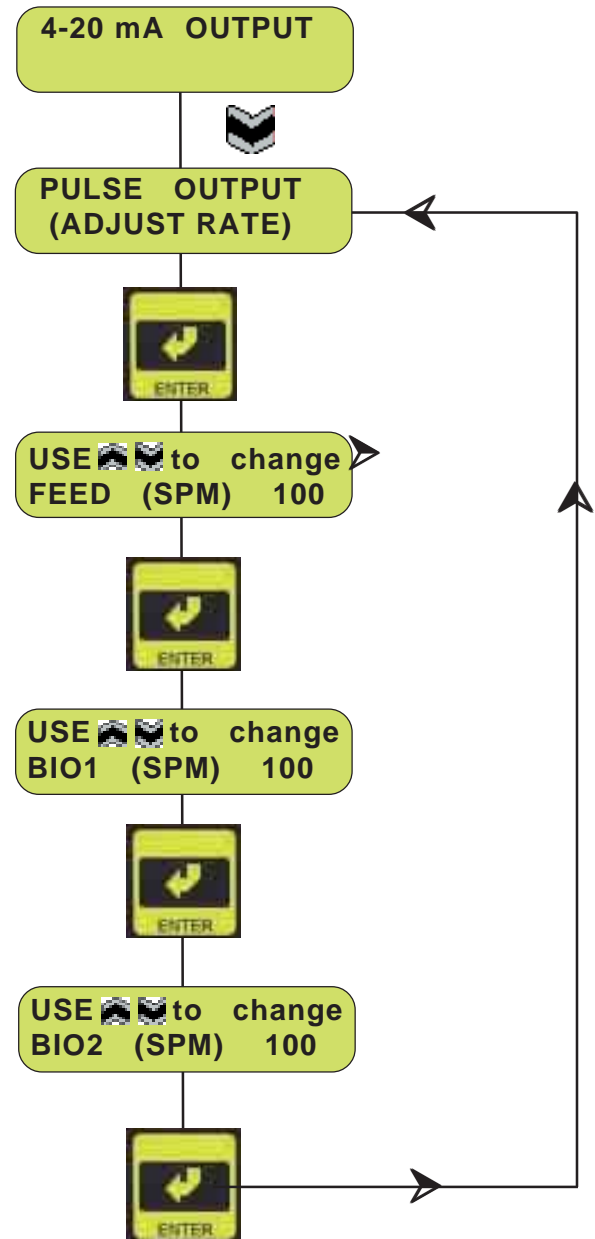 4-20 mA OUTPUT
PULSE OUTPUT
(ADJUST RATE)
ENTER
USE to change
FEED (SPM) 100
ENTER
USE to change
BIO1 (SPM) 100
ENTER
USE to change
BIO2 (SPM) 100
ENTER